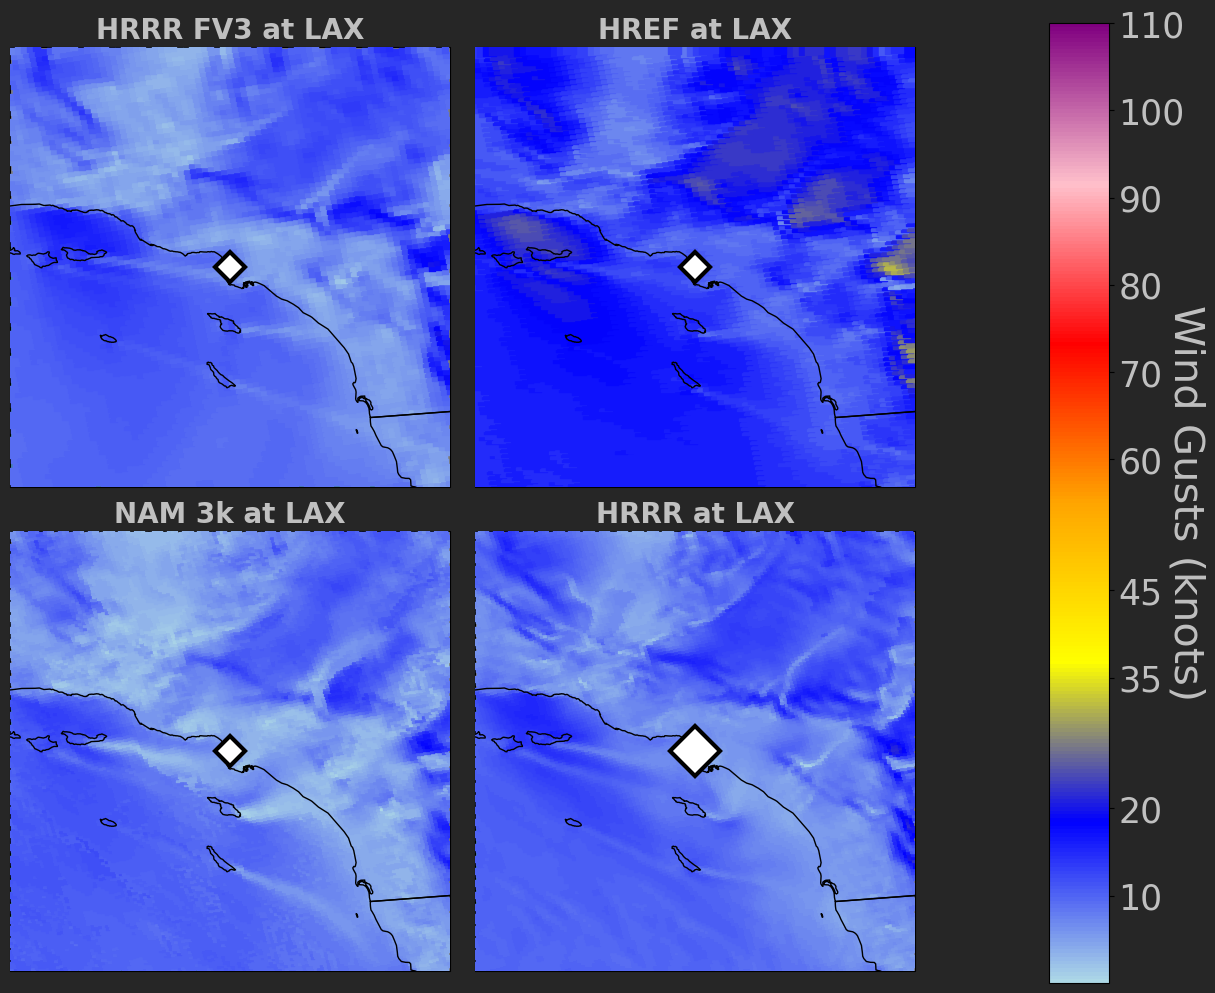 HRRR FV3 at LAX
HREF at LAX
NAM 3k at LAX
HRRR at LAX
110
100
90
80
70
60
45
35
20
10
Wind Gusts (knots)